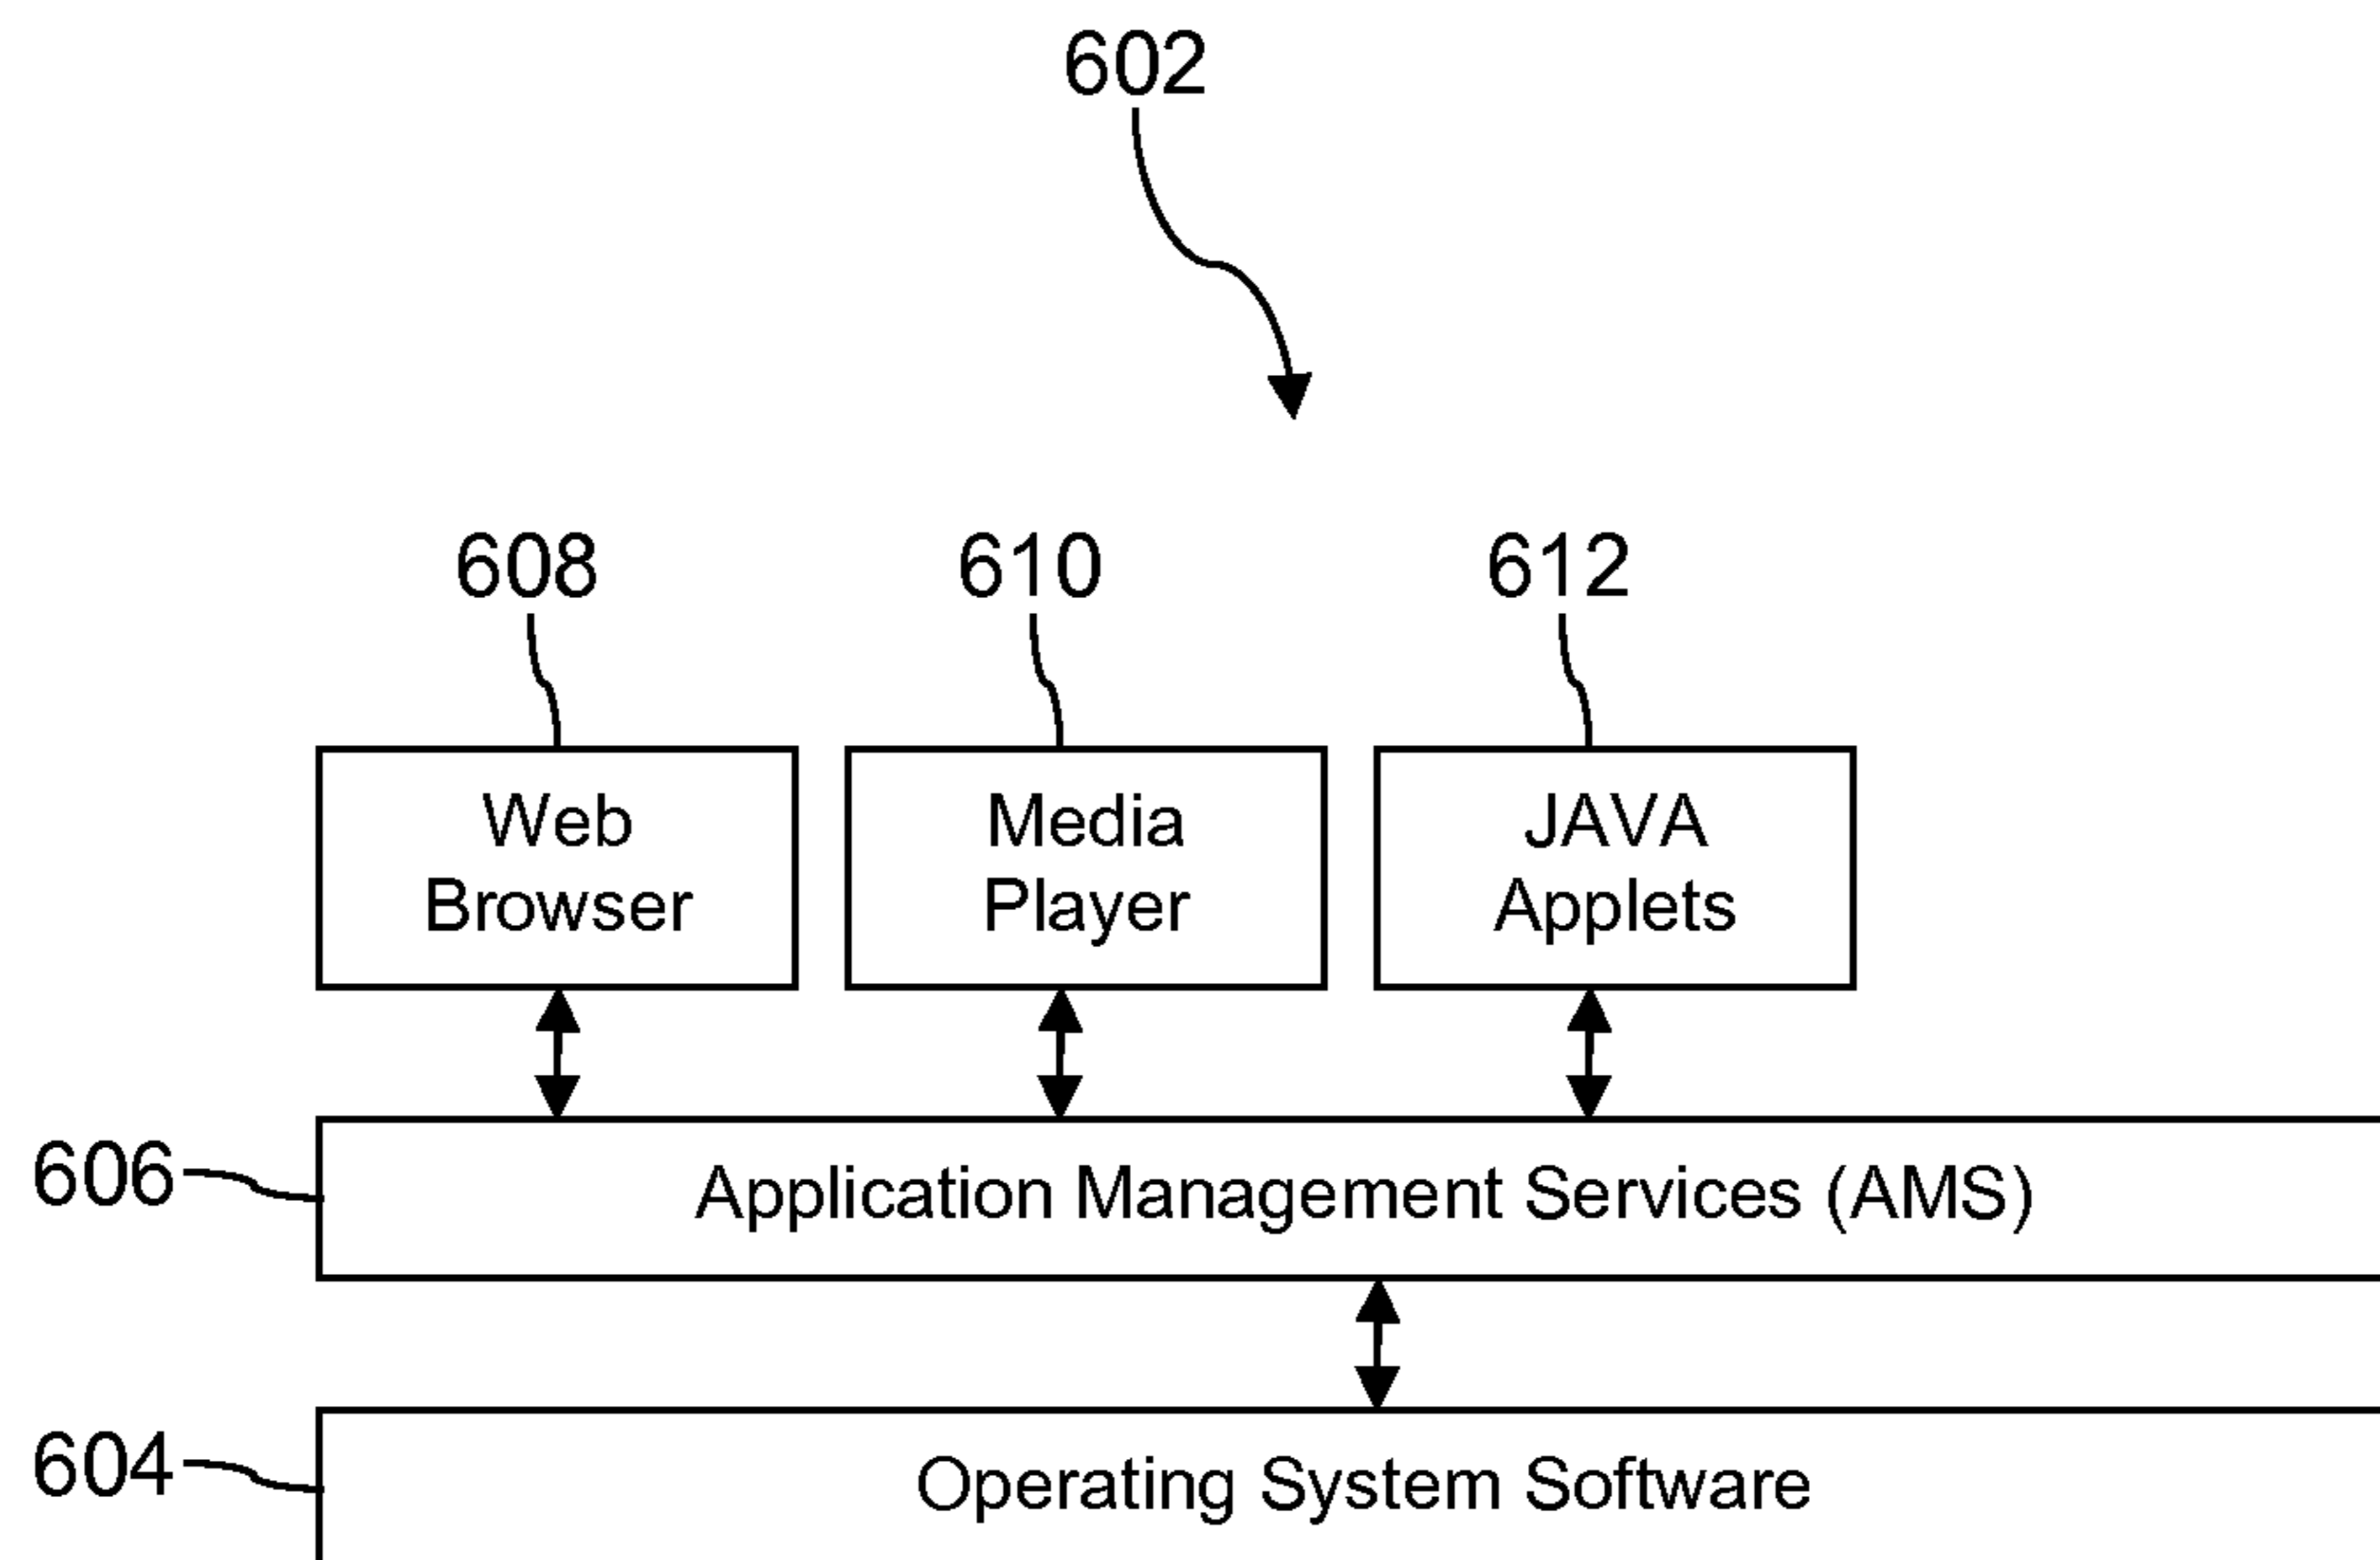 602
608
610
612
Web
Browser
Media
Player
JAVA
Applets
606
Application Management Services (AMS)
604
Operating System Software